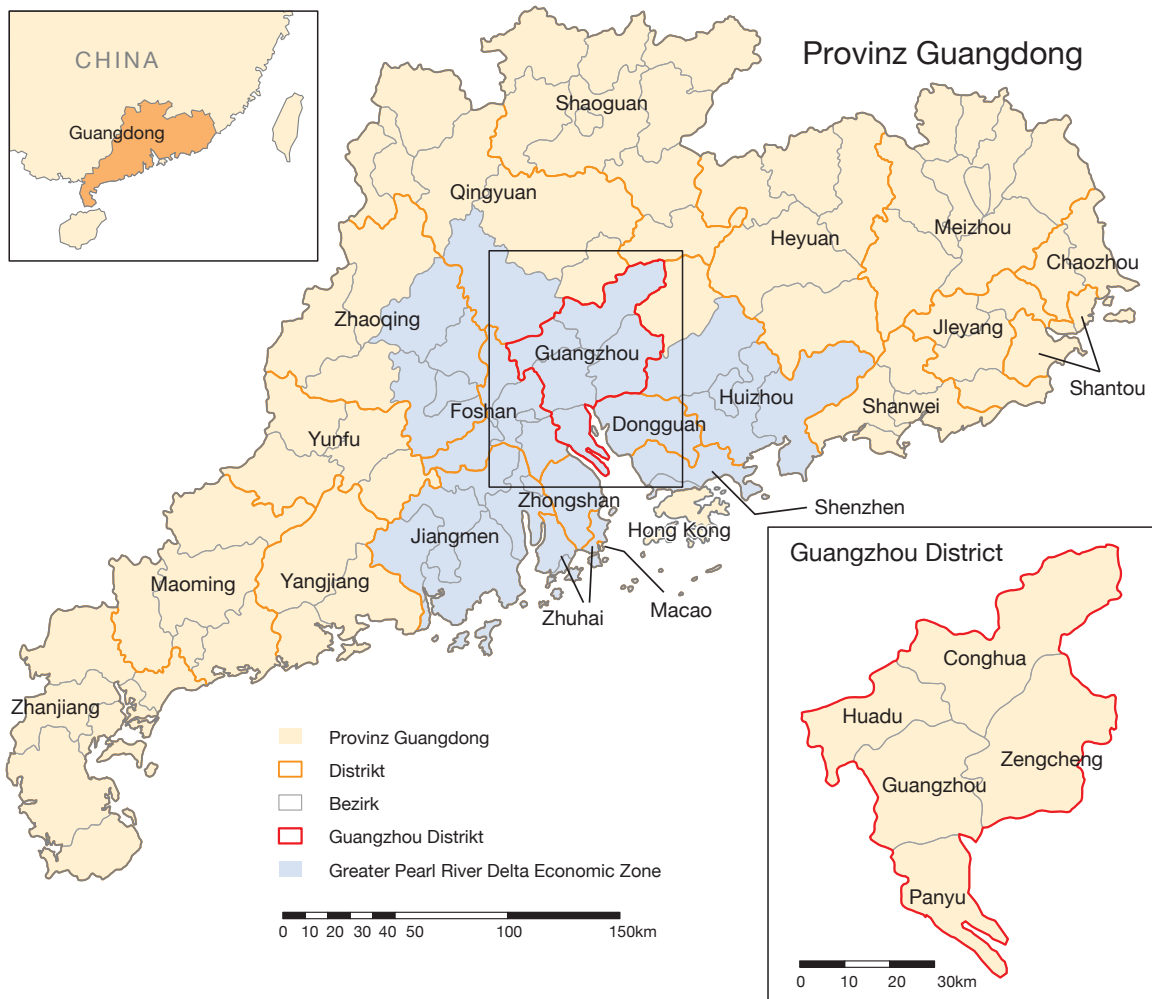 CHINA
Guangdong
Provinz Guangdong
Shaoguan
Qingyuan
Meizhou
Heyuan
Chaozhou
Zhaoqing
Jleyang
Guangzhou
Shantou
Huizhou
Shanwei
Foshan
Dongguan
Yunfu
Zhongshan
Shenzhen
Hong Kong
Jiangmen
Maoming
Yangjiang
Zhuhai
Macao
Zhanjiang
Provinz Guangdong
Distrikt
Bezirk
Guangzhou Distrikt
Greater Pearl River Delta Economic Zone
0 10 20 30 40 50 100 150km
Guangzhou District
Conghua
Huadu
Zengcheng
Guangzhou
Panyu
0 10 20 30km